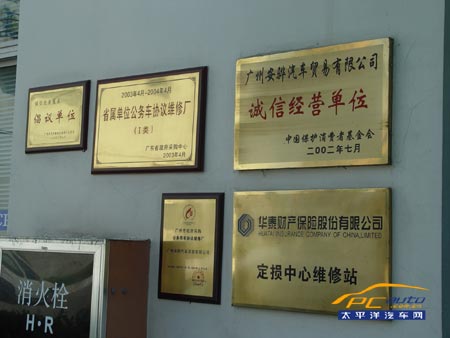 倡议单位
2003年4月-2004年4月
省属单位公务车协议维修厂
(I类)
广东省政府采购中心
2003年4月
广州安骅汽车贸易有限公司
诚信经营单位
中国保护消费者基金会
二00二年七月
华泰财产保险股份有限公司
HUATAI INSURANCE COMPANY OF CHINA LIMITED
定损中心维修站
消火栓
H·R
PCauto
.com.cn
太平洋汽车网